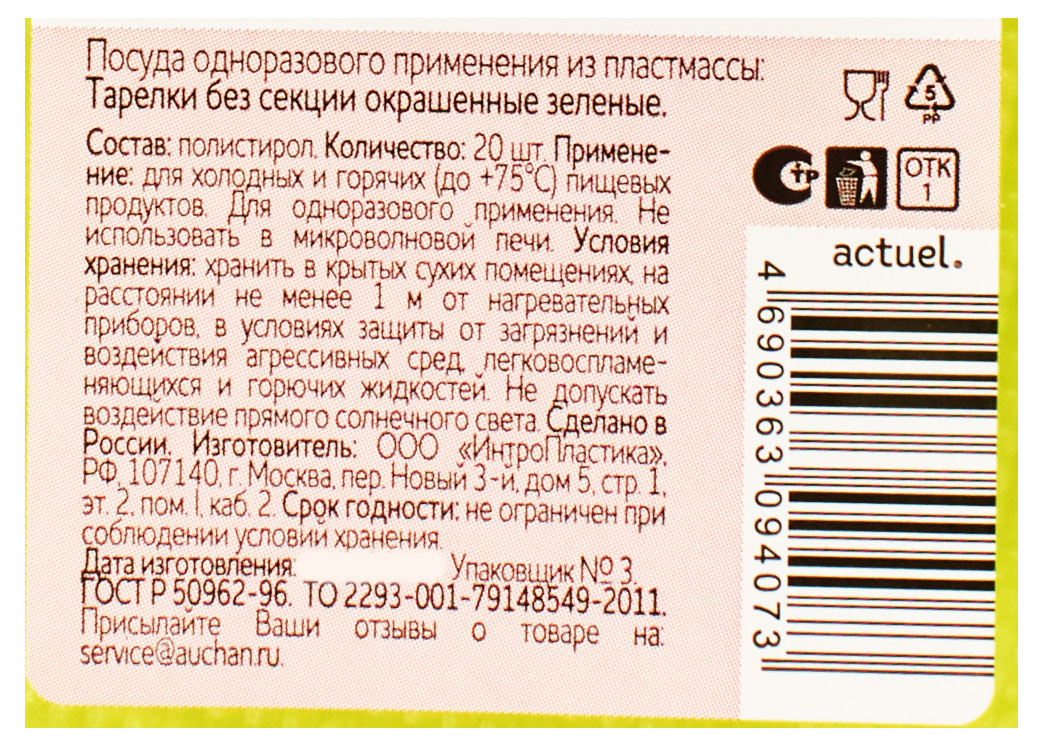 Посуда одноразового применения из пластмассы:
Тарелки без секции окрашенные зеленые.
Состав: полистирол. Количество: 20 шт. Примене-
ние: для холодных и горячих (до +75°С) пищевых
продуктов. Для одноразового применения. Не
использовать в микроволновой печи. Условия
хранения: хранить в крытых сухих помещениях, на
расстоянии не менее 1 м от нагревательных
приборов, в условиях защиты от загрязнений и
воздействия агрессивных сред, легковоспламе-
няющихся и горючих жидкостей. Не допускать
воздействие прямого солнечного света. Сделано в
России. Изготовитель: ООО «ИнтроПластика»,
РФ, 107140, г. Москва, пер. Новый 3-й, дом 5, стр. 1,
эт. 2, пом. I, каб. 2. Срок годности: не ограничен при
соблюдении условий хранения.
Дата изготовления: Упаковщик № 3.
ГОСТ Р 50962-96. ТО 2293-001-79148549-2011.
Присылайте Ваши отзывы о товаре на:
service@auchan.ru.
5
PP
СТР
ОТК
1
actuel.
4 690363 094073